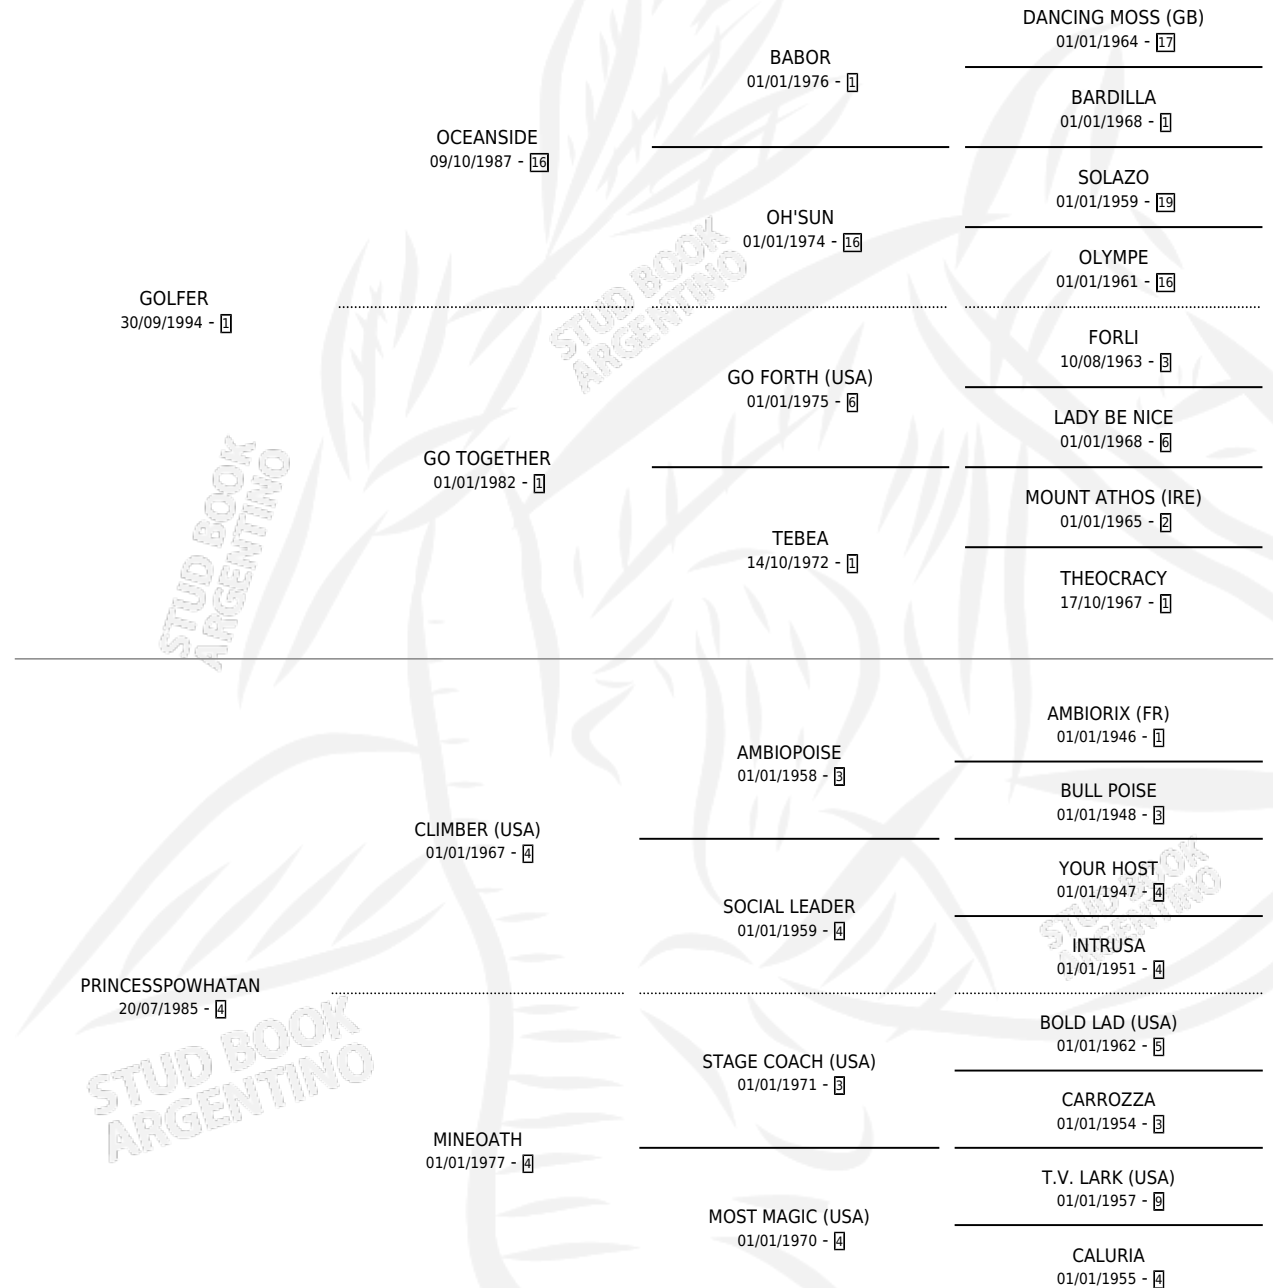 GOLFER
30/09/1994 - 1
OCEANSIDE
09/10/1987 - 16
BABOR
01/01/1976 - 1
DANCING MOSS (GB)
01/01/1964 - 17
BARDILLA
01/01/1968 - 1
OH'SUN
01/01/1974 - 16
SOLAZO
01/01/1959 - 19
OLYMPE
01/01/1961 - 16
GO TOGETHER
01/01/1982 - 1
GO FORTH (USA)
01/01/1975 - 6
FORLI
10/08/1963 - 3
LADY BE NICE
01/01/1968 - 6
TEBEA
14/10/1972 - 1
MOUNT ATHOS (IRE)
01/01/1965 - 2
THEOCRACY
17/10/1967 - 1
PRINCESSPOWHATAN
20/07/1985 - 4
CLIMBER (USA)
01/01/1967 - 4
AMBIOPOISE
01/01/1958 - 3
AMBIORIX (FR)
01/01/1946 - 1
BULL POISE
01/01/1948 - 3
SOCIAL LEADER
01/01/1959 - 4
YOUR HOST
01/01/1947 - 4
INTRUSA
01/01/1951 - 4
MINEOATH
01/01/1977 - 4
STAGE COACH (USA)
01/01/1971 - 3
BOLD LAD (USA)
01/01/1962 - 5
CARROZZA
01/01/1954 - 3
MOST MAGIC (USA)
01/01/1970 - 4
T.V. LARK (USA)
01/01/1957 - 9
CALURIA
01/01/1955 - 4
STUD BOOK
ARGENTINO
STUD BOOK
ARGENTINO
STUD BOOK
ARGENTINO
STUD BOOK
ARGENTINO